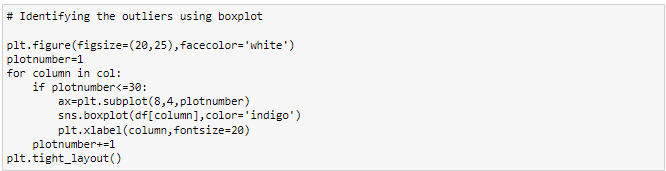 # Identifying the outliers using boxplot

plt.figure(figsize=(20,25),facecolor='white')
plotnumber=1
for column in col:
    if plotnumber<=30:
        ax=plt.subplot(8,4,plotnumber)
        sns.boxplot(df[column],color='indigo')
        plt.xlabel(column,fontsize=20)
    plotnumber+=1
plt.tight_layout()